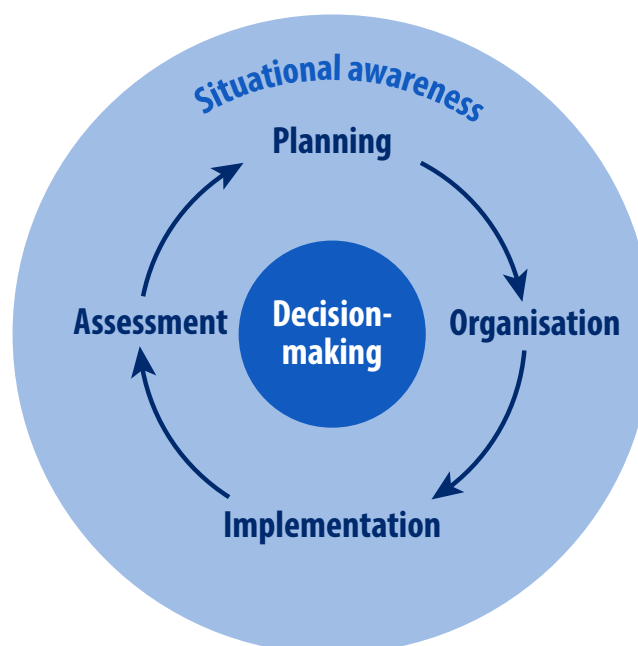 Situational awareness
Planning
Assessment
Decision-
making
Organisation
Implementation